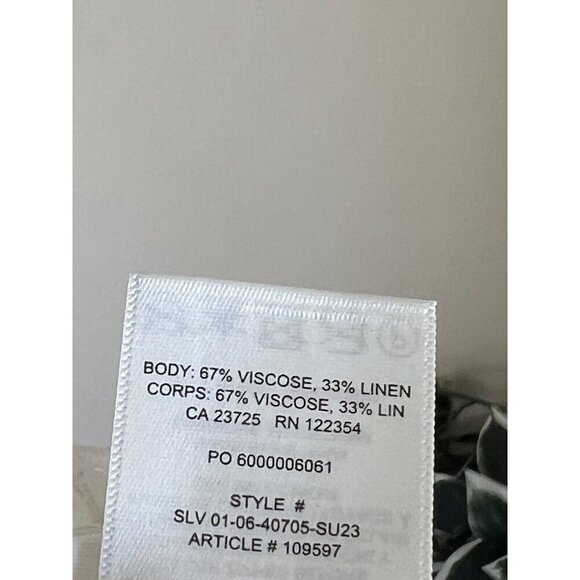 BODY: 67% VISCOSE, 33% LINEN
CORPS: 67% VISCOSE, 33% LIN
CA 23725 RN 122354
PO 6000006061
STYLE #
SLV 01-06-40705-SU23
ARTICLE # 109597